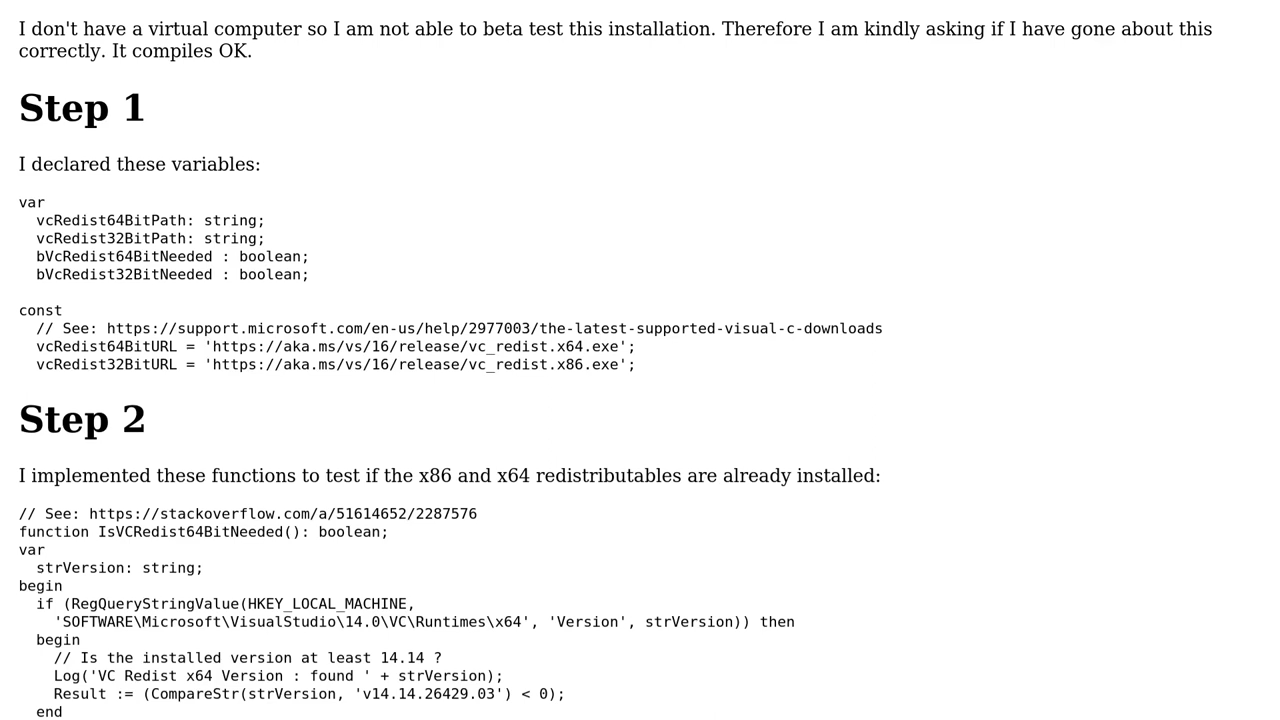 I don't have a virtual computer so I am not able to beta test this installation. Therefore I am kindly asking if I have gone about this
correctly. It compiles OK.
Step 1
I declared these variables:
var
  vcRedist64BitPath: string;
  vcRedist32BitPath: string;
  bVcRedist64BitNeeded : boolean;
  bVcRedist32BitNeeded : boolean;
const
  // See: https://support.microsoft.com/en-us/help/2977003/the-latest-supported-visual-c-downloads
  vcRedist64BitURL = 'https://aka.ms/vs/16/release/vc_redist.x64.exe';
  vcRedist32BitURL = 'https://aka.ms/vs/16/release/vc_redist.x86.exe';
Step 2
I implemented these functions to test if the x86 and x64 redistributables are already installed:
// See: https://stackoverflow.com/a/51614652/2287576
function IsVCRedist64BitNeeded(): boolean;
var
  strVersion: string;
begin
  if (RegQueryStringValue(HKEY_LOCAL_MACHINE,
    'SOFTWARE\Microsoft\VisualStudio\14.0\VC\Runtimes\x64', 'Version', strVersion)) then
  begin
    // Is the installed version at least 14.14 ?
    Log('VC Redist x64 Version : found ' + strVersion);
    Result := (CompareStr(strVersion, 'v14.14.26429.03') < 0);
  end